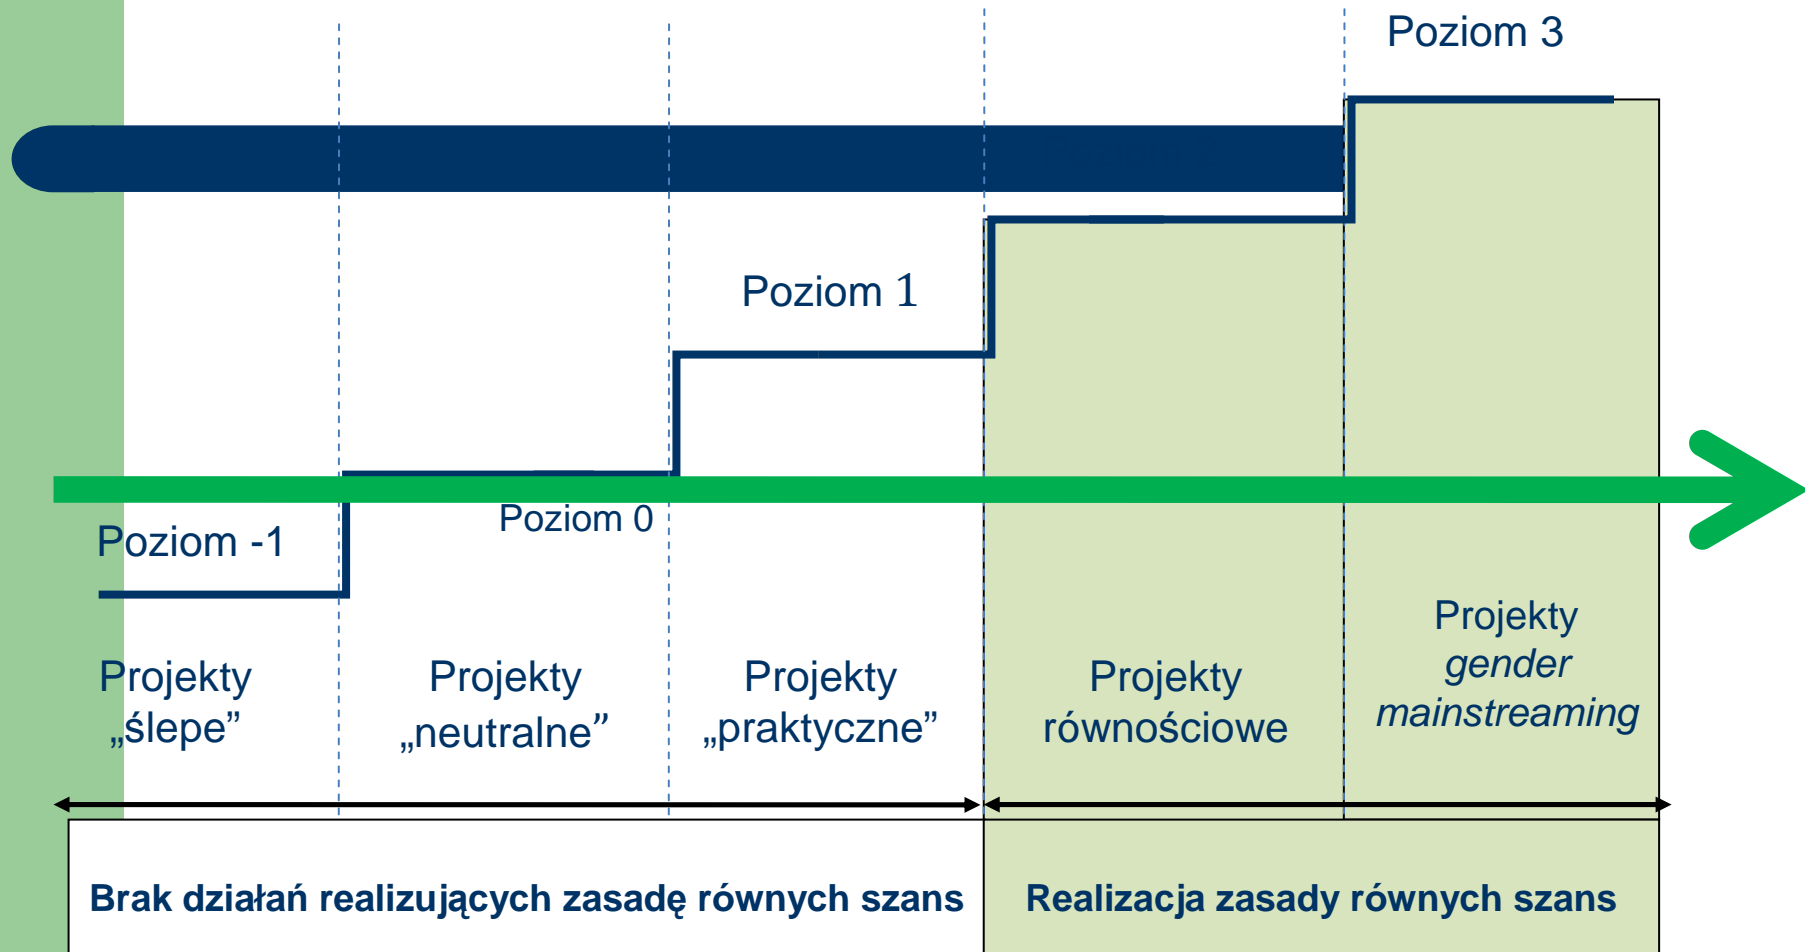 Poziom 3
Poziom 1
Poziom 0
Poziom -1
Projekty
„ślepe”
Projekty
„neutralne”
Projekty
„praktyczne”
Projekty
równościowe
Projekty
gender
mainstreaming
Brak działań realizujących zasadę równych szans
Realizacja zasady równych szans